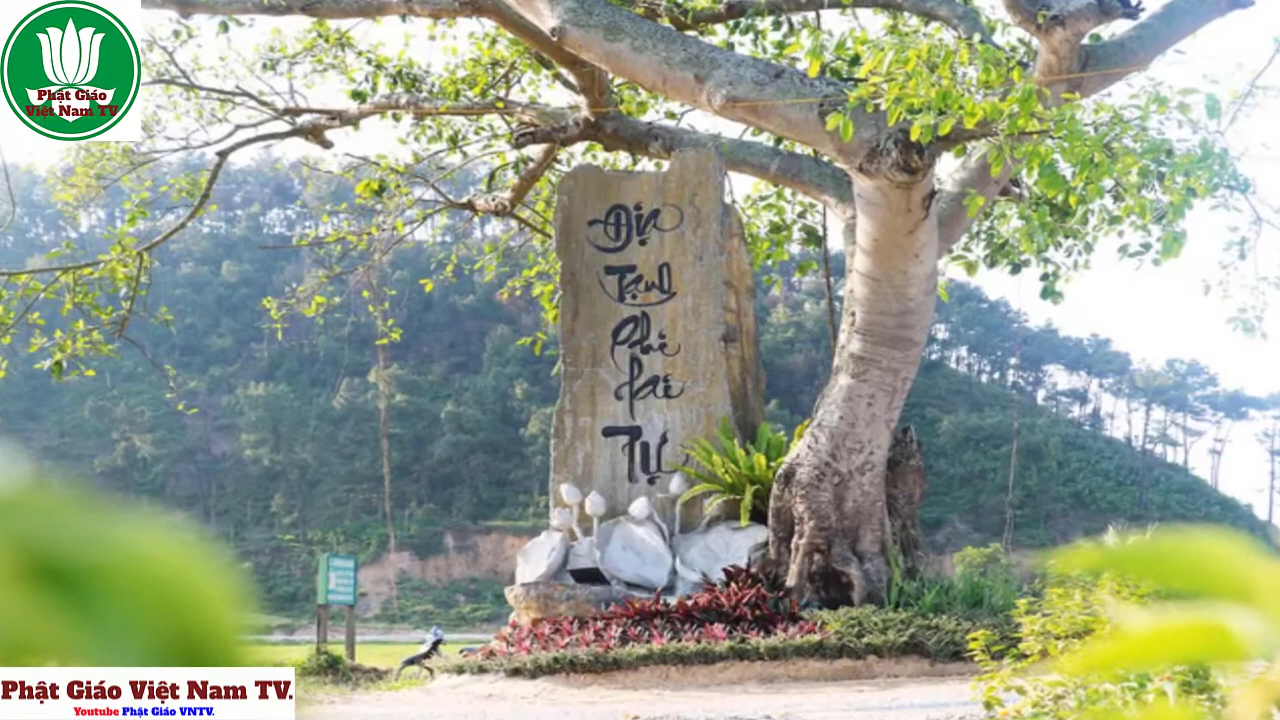 Phật Giáo
Việt Nam TV
Địa
Tạng
Phi
Lai
Tự
Phật Giáo Việt Nam TV.
Youtube Phật Giáo VNTV.